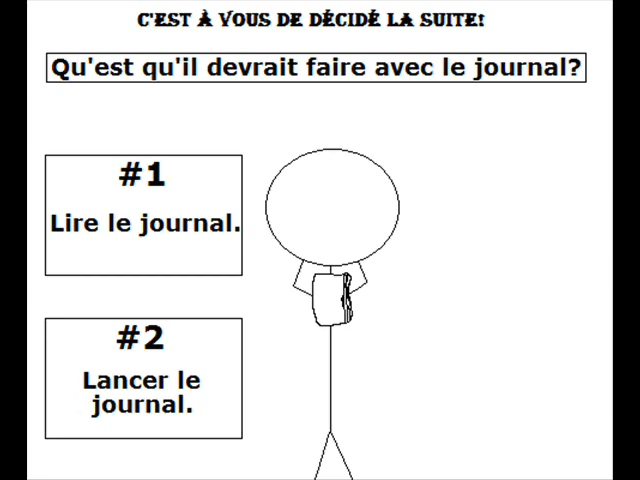 C'EST À VOUS DE DÉCIDÉ LA SUITE!
Qu'est qu'il devrait faire avec le journal?
#1
Lire le journal.
#2
Lancer le
journal.